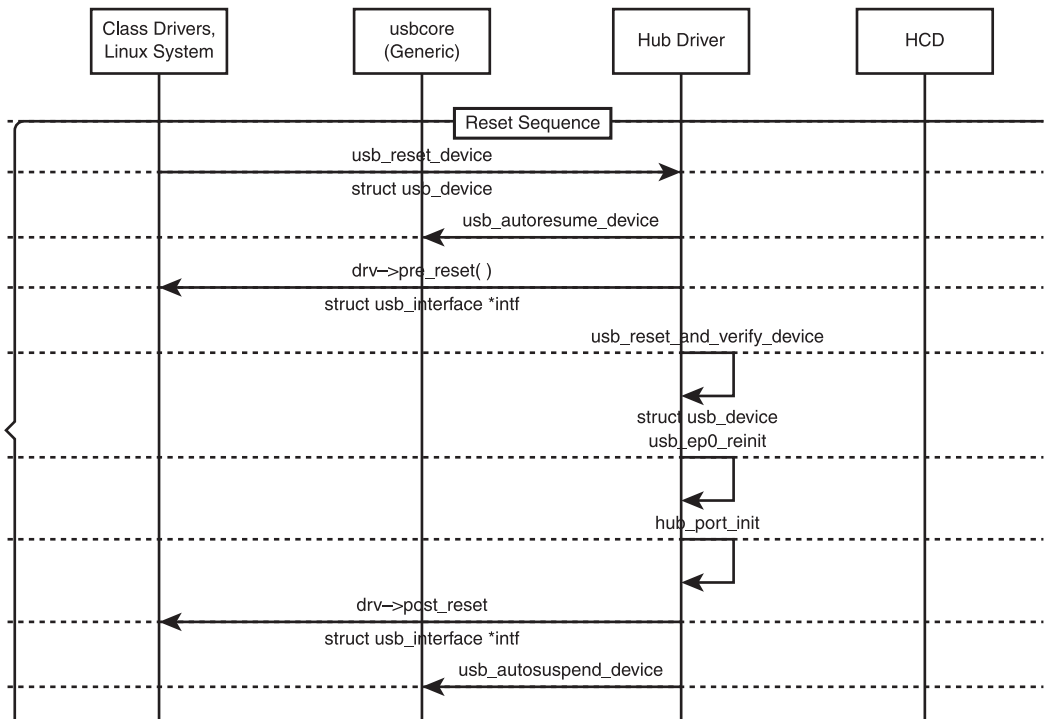 Class Drivers,
Linux System
usbcore
(Generic)
Hub Driver
HCD
Reset Sequence
usb_reset_device
struct usb_device
usb_autoresume_device
drv–>pre_reset( )
struct usb_interface *intf
usb_reset_and_verify_device
struct usb_device
usb_ep0_reinit
hub_port_init
drv–>post_reset
struct usb_interface *intf
usb_autosuspend_device